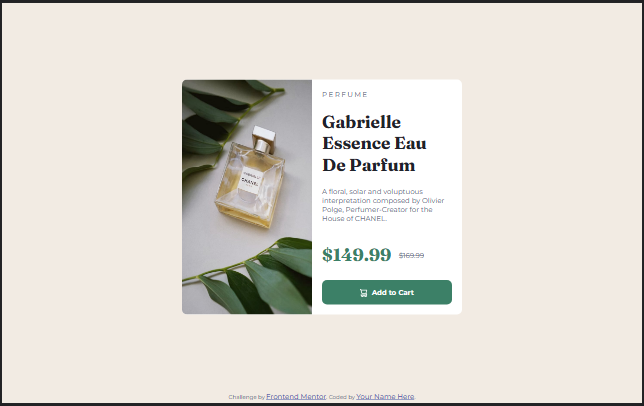 PERFUME
Gabrielle
Essence Eau
De Parfum
A floral, solar and voluptuous
interpretation composed by Olivier
Polge, Perfumer-Creator for the
House of CHANEL.
$149.99 $169.99
Add to Cart
CHANEL
Challenge by Frontend Mentor. Coded by Your Name Here.